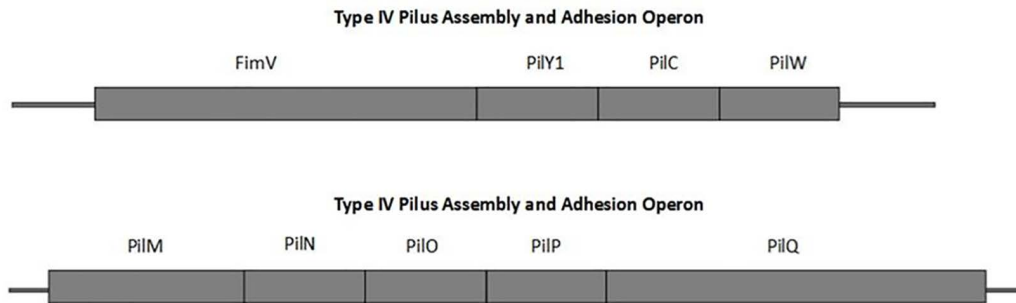 Type IV Pilus Assembly and Adhesion Operon
FimV PilY1 PilC PilW
Type IV Pilus Assembly and Adhesion Operon
PilM PilN PilO PilP PilQ